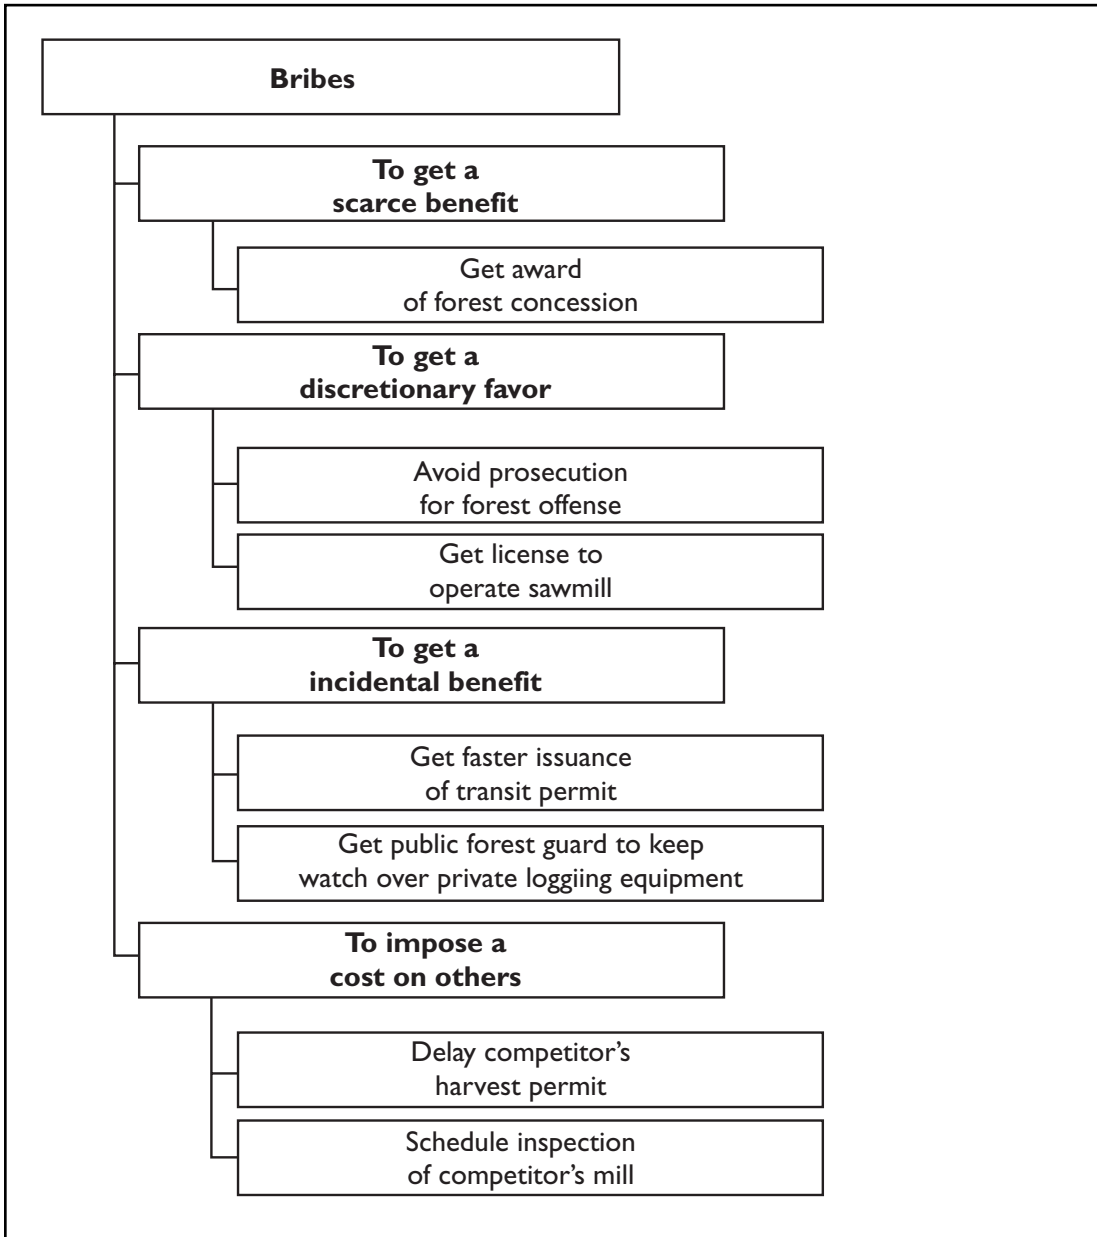 Bribes
To get a
scarce benefit
Get award
of forest concession
To get a
discretionary favor
Avoid prosecution
for forest offense
Get license to
operate sawmill
To get a
incidental benefit
Get faster issuance
of transit permit
Get public forest guard to keep
watch over private loggiing equipment
To impose a
cost on others
Delay competitor’s
harvest permit
Schedule inspection
of competitor’s mill